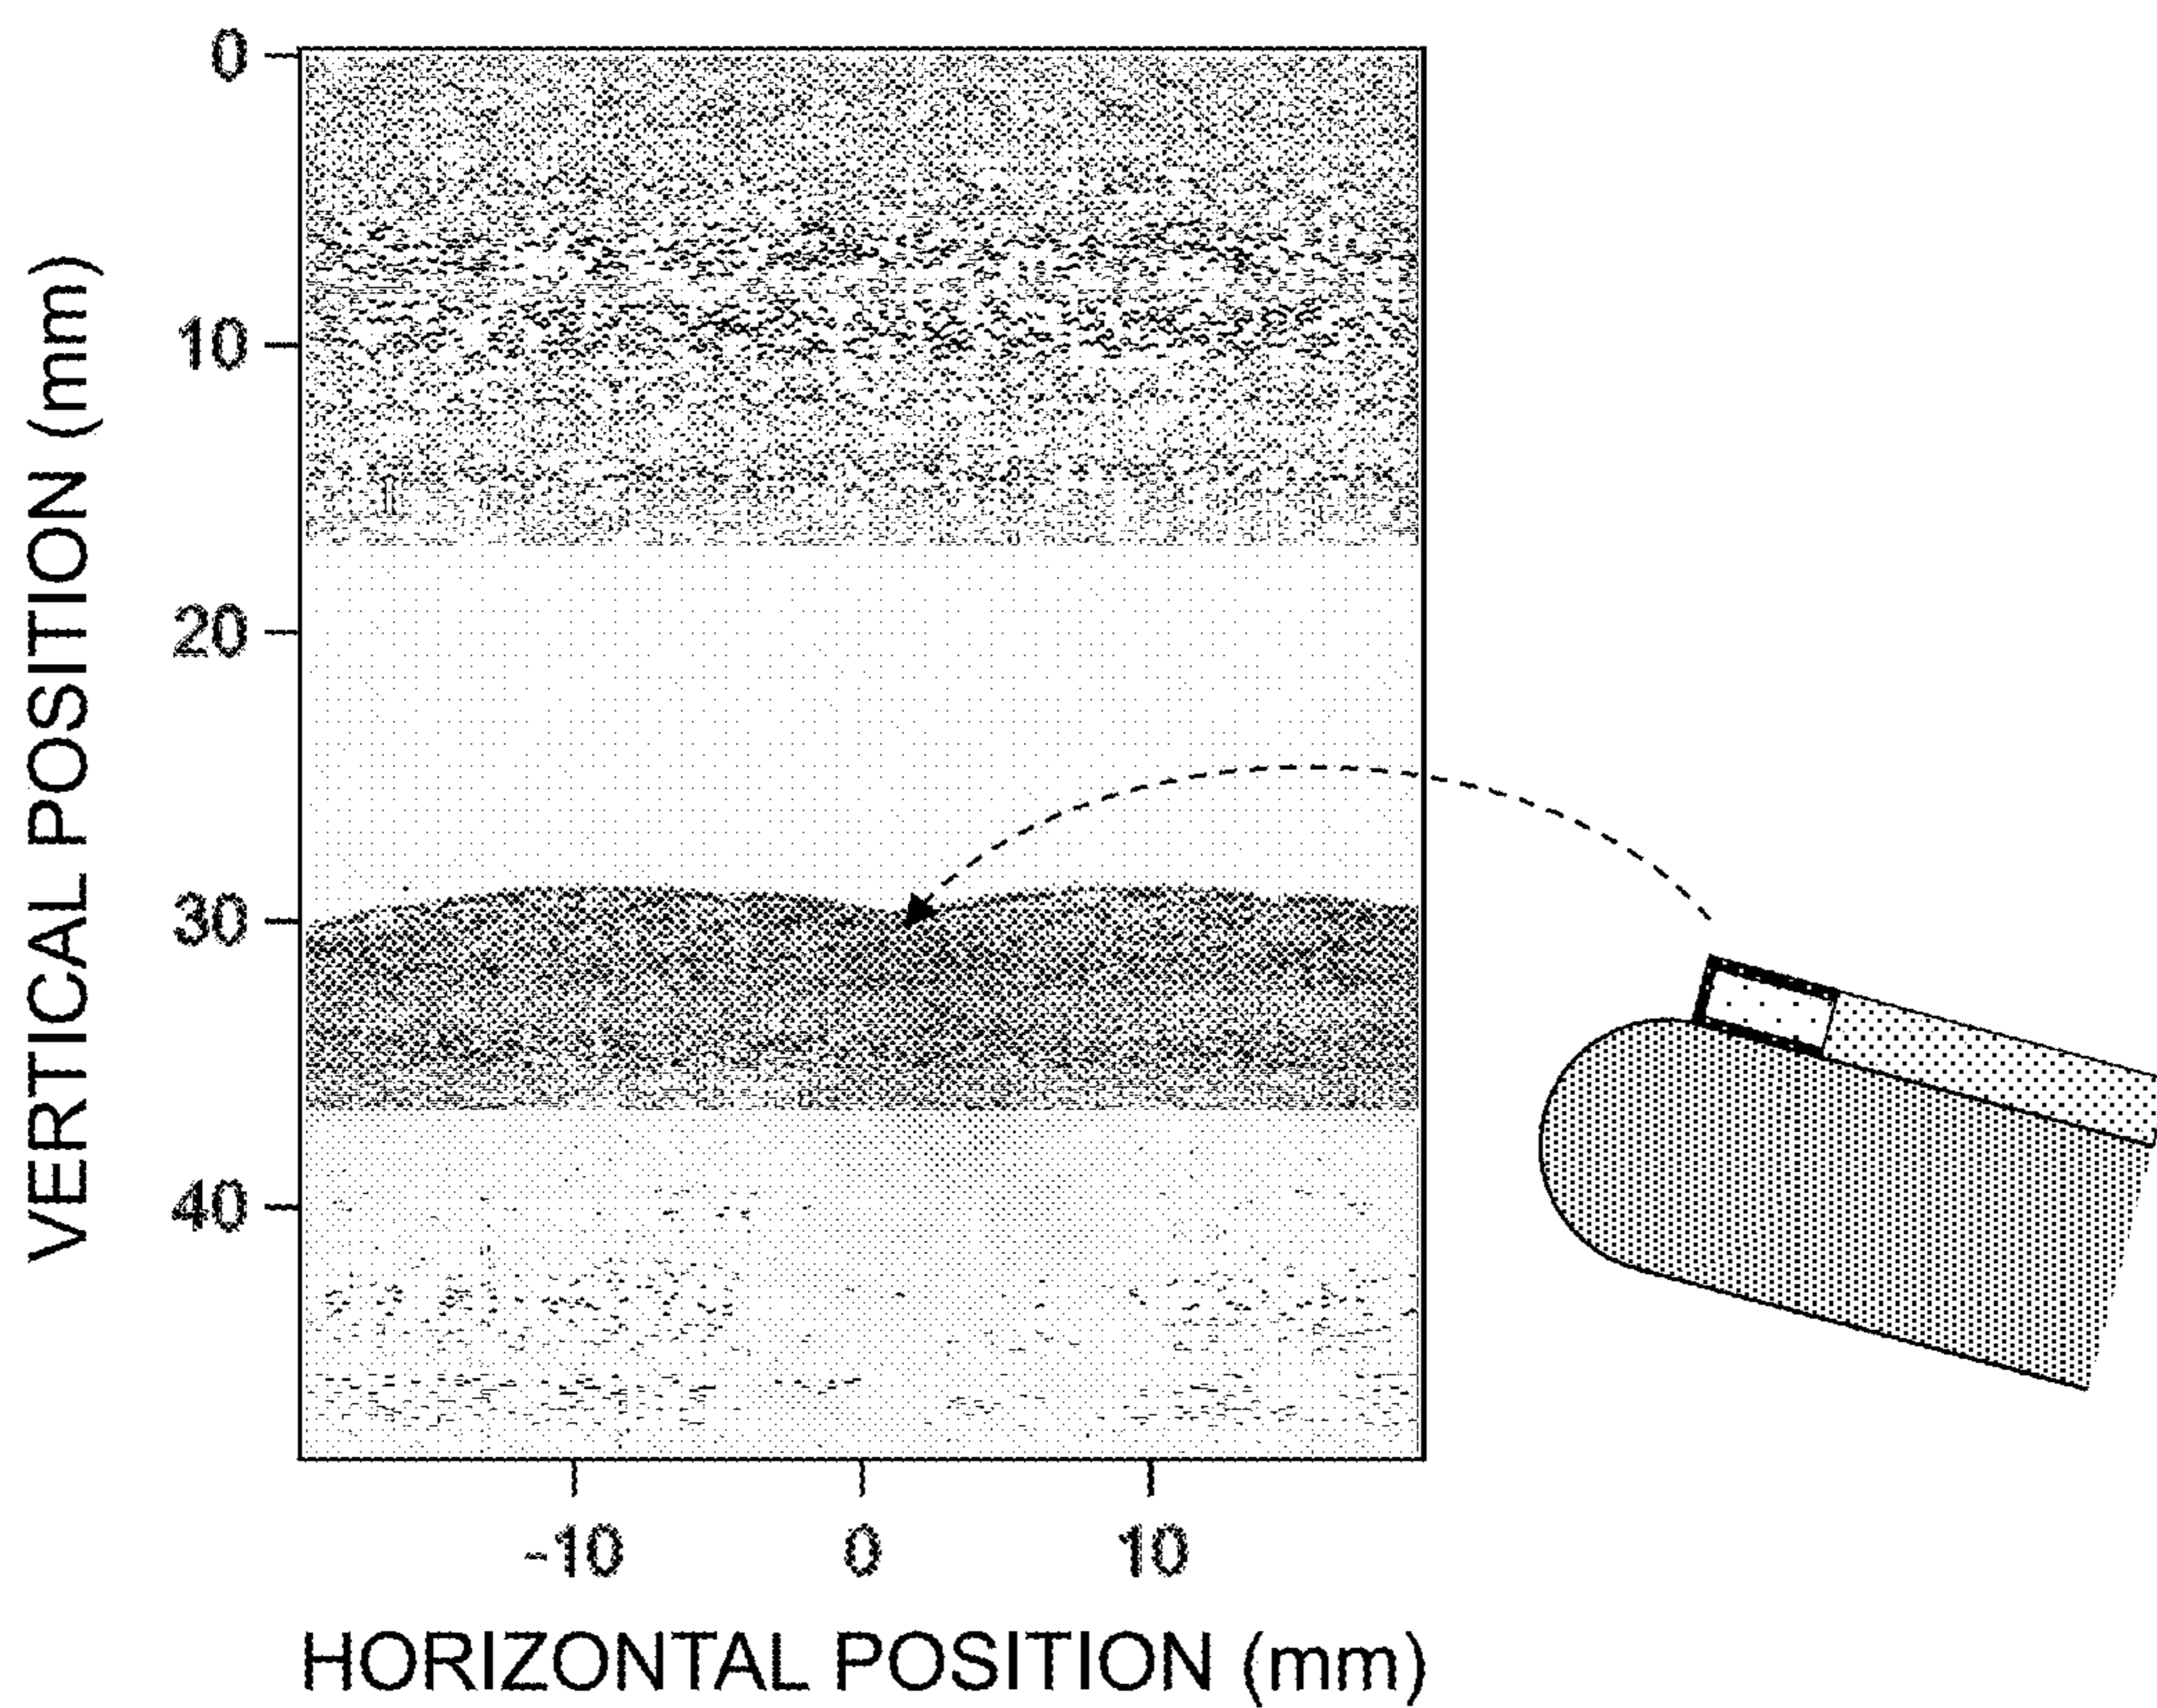 VERTICAL POSITION (mm)
0
10
20
30
40
-10 0 10
HORIZONTAL POSITION (mm)